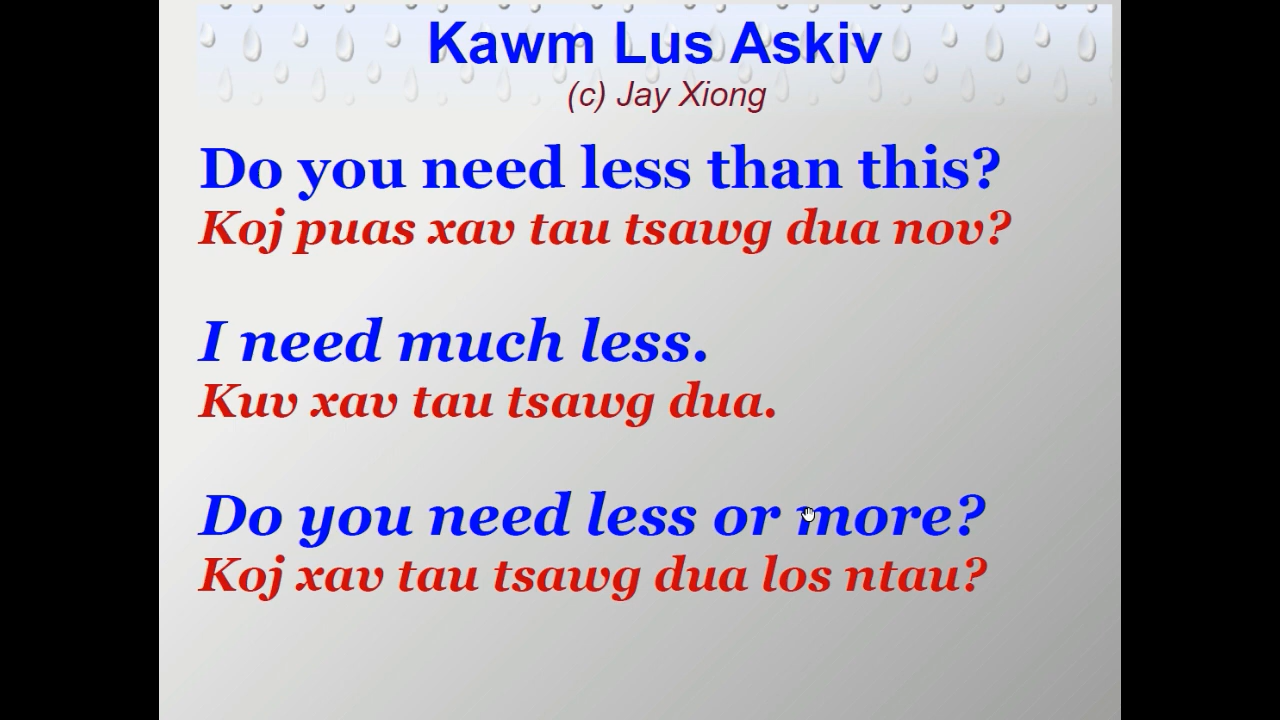 Kawm Lus Askiv
(c) Jay Xiong
Do you need less than this?
Koj puas xav tau tsawg dua nov?
I need much less.
Kuv xav tau tsawg dua.
Do you need less or more?
Koj xav tau tsawg dua los ntau?